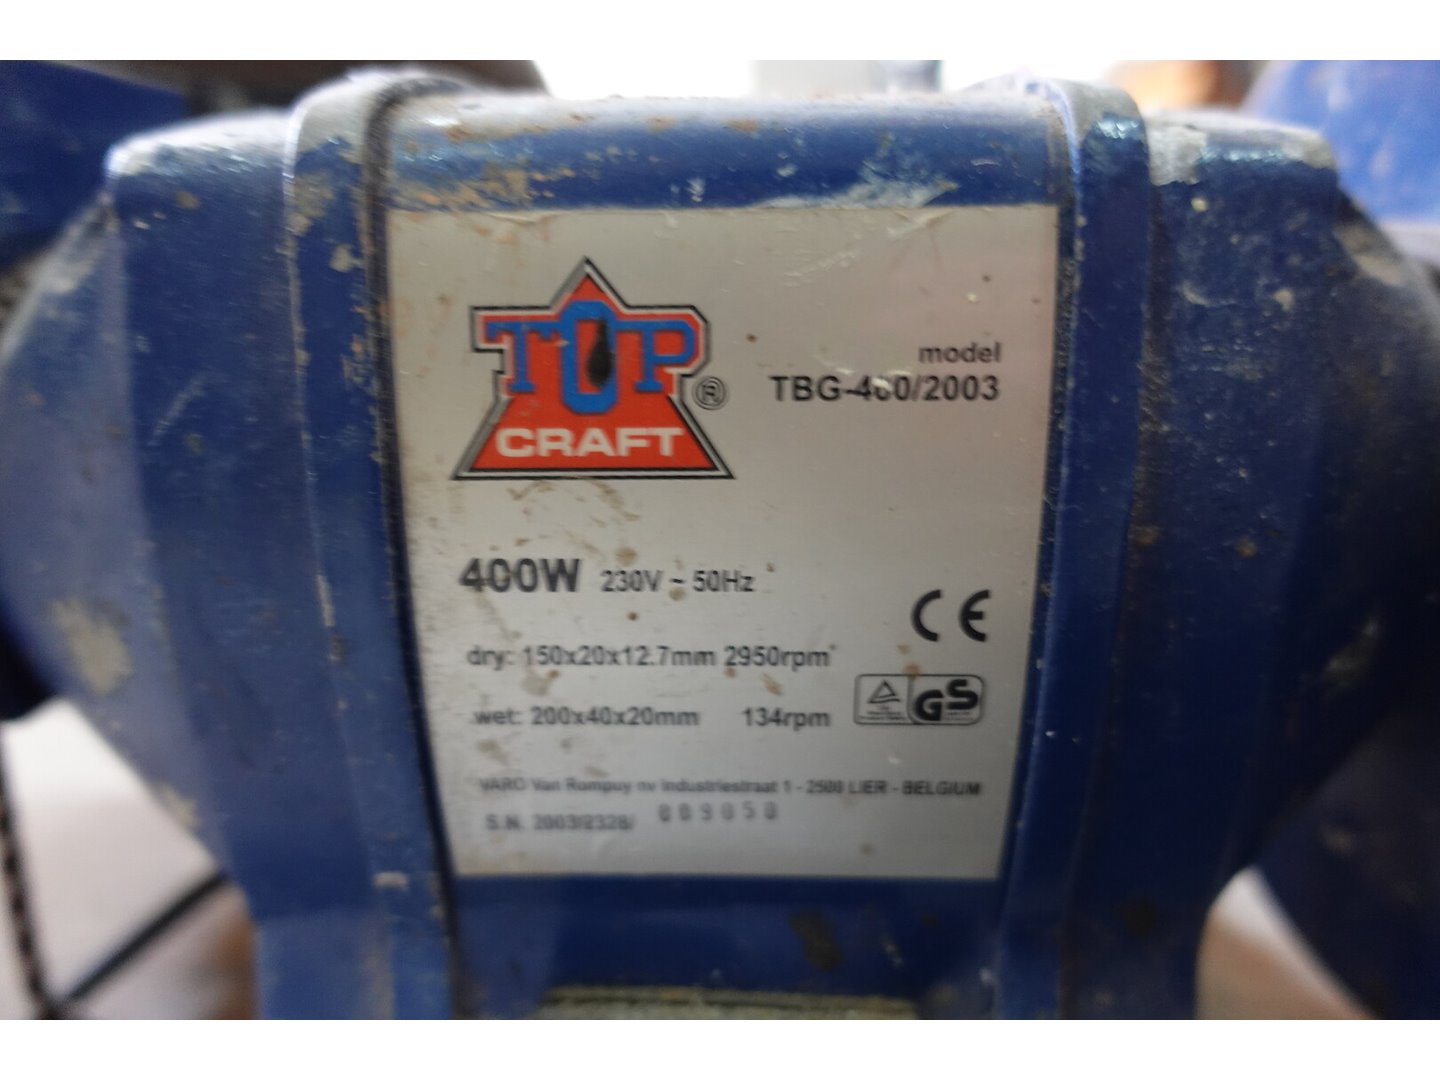 TOP
CRAFT
®
model
TBG-400/2003
400W 230V ~ 50Hz
CE
dry: 150x20x12.7mm 2950rpm
wet: 200x40x20mm 134rpm
GS
VARO Van Rompuy nv Industriestraat 1 - 2500 LIER - BELGIUM
S.N. 2003/2328/ 009050